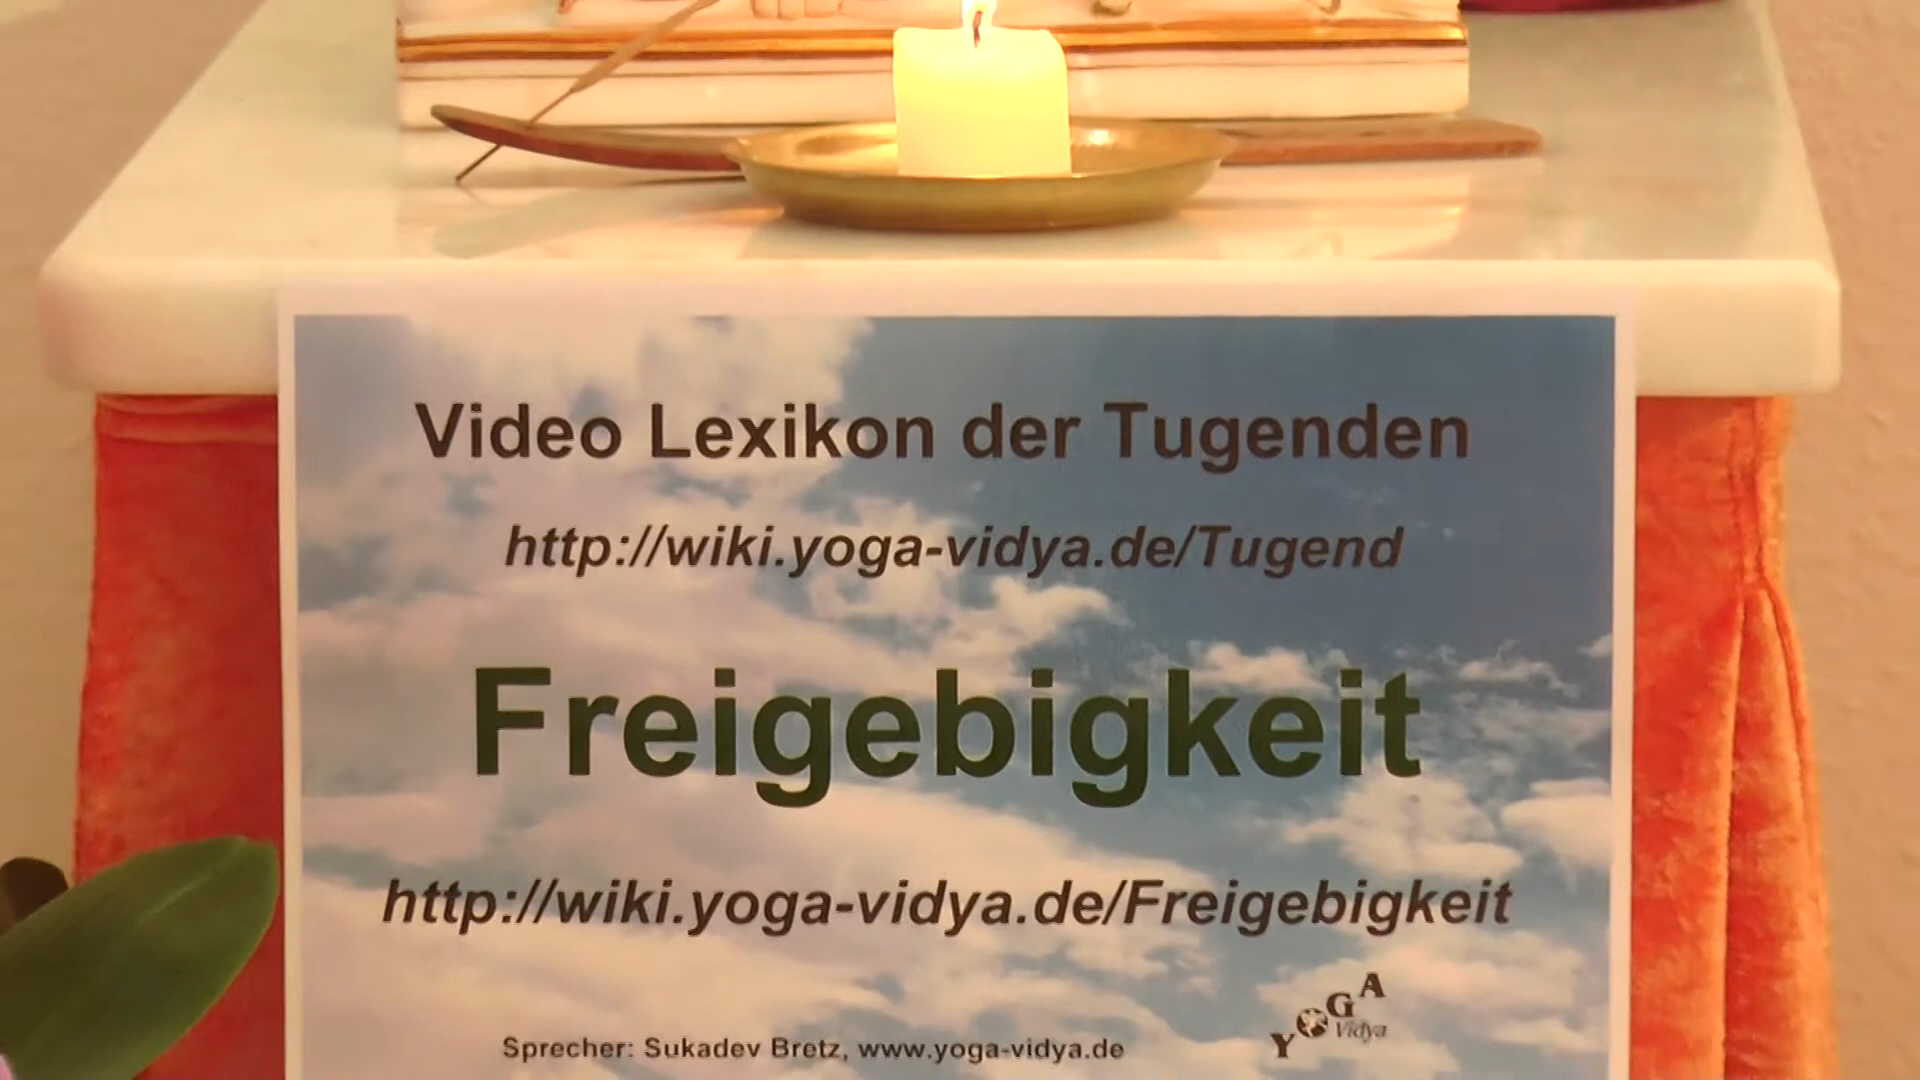 Video Lexikon der Tugenden
http://wiki.yoga-vidya.de/Tugend
Freigebigkeit
http://wiki.yoga-vidya.de/Freigebigkeit
YOGA
Vidya
Sprecher: Sukadev Bretz, www.yoga-vidya.de